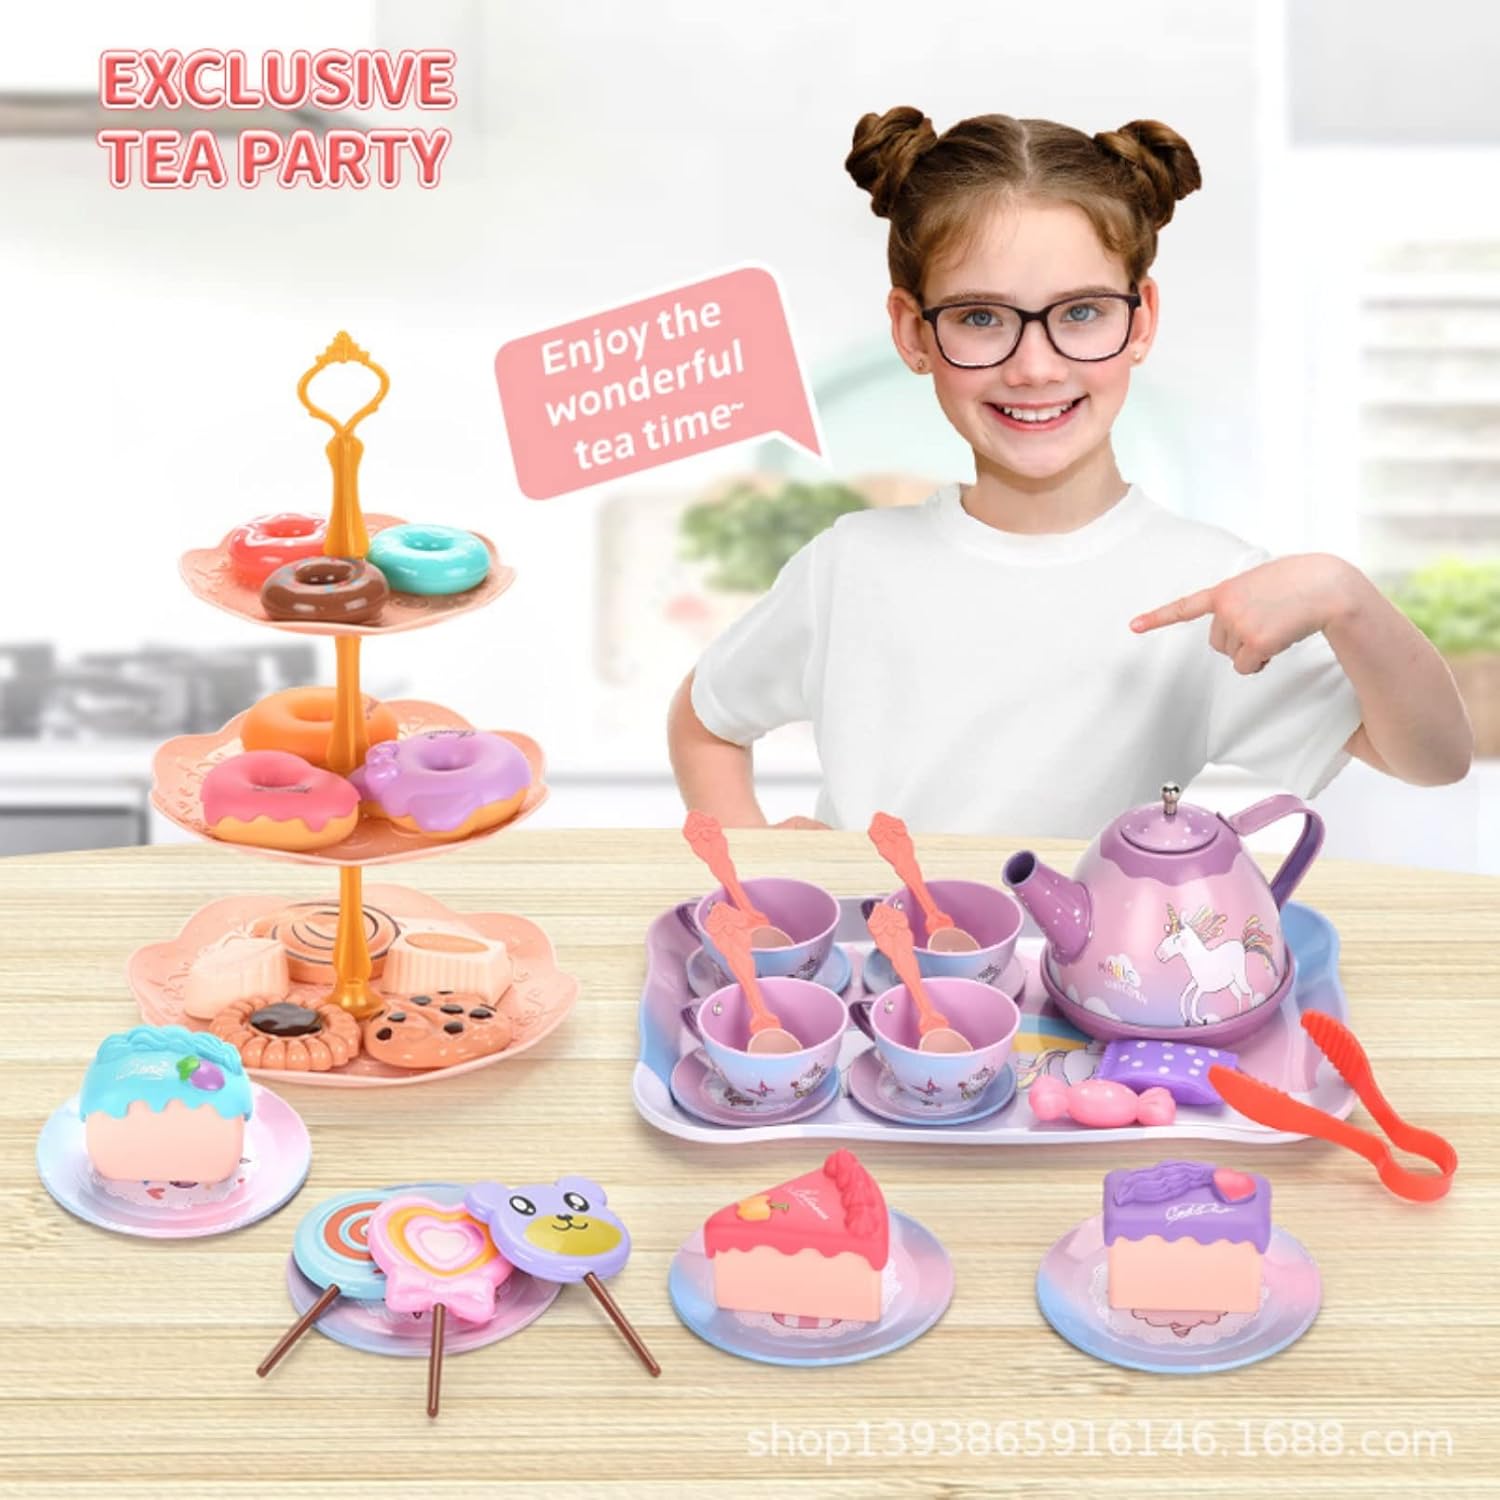 EXCLUSIVE
TEA PARTY
Enjoy the
wonderful
tea time~
shop1393865916146.1688.com